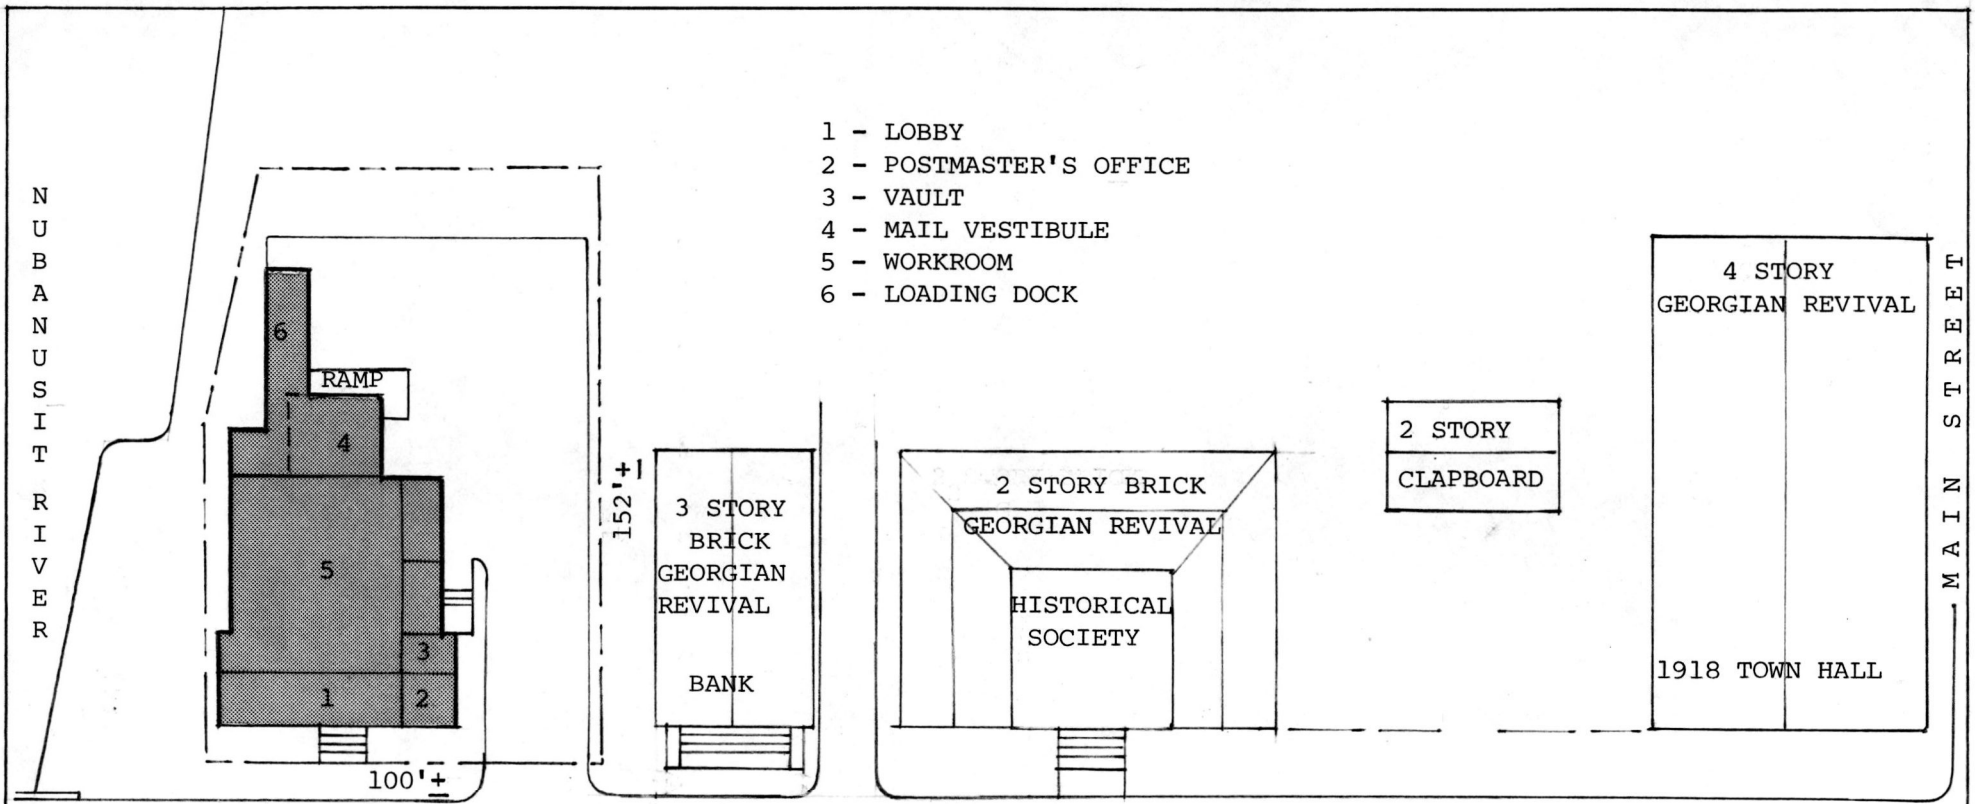 NUBANUSIT RIVER
1 - LOBBY
2 - POSTMASTER'S OFFICE
3 - VAULT
4 - MAIL VESTIBULE
5 - WORKROOM
6 - LOADING DOCK
6
RAMP
4
5
3
1
2
152'±
100'±
3 STORY
BRICK
GEORGIAN
REVIVAL
BANK
2 STORY BRICK
GEORGIAN REVIVAL
HISTORICAL
SOCIETY
2 STORY
CLAPBOARD
4 STORY
GEORGIAN REVIVAL
1918 TOWN HALL
MAIN STREET